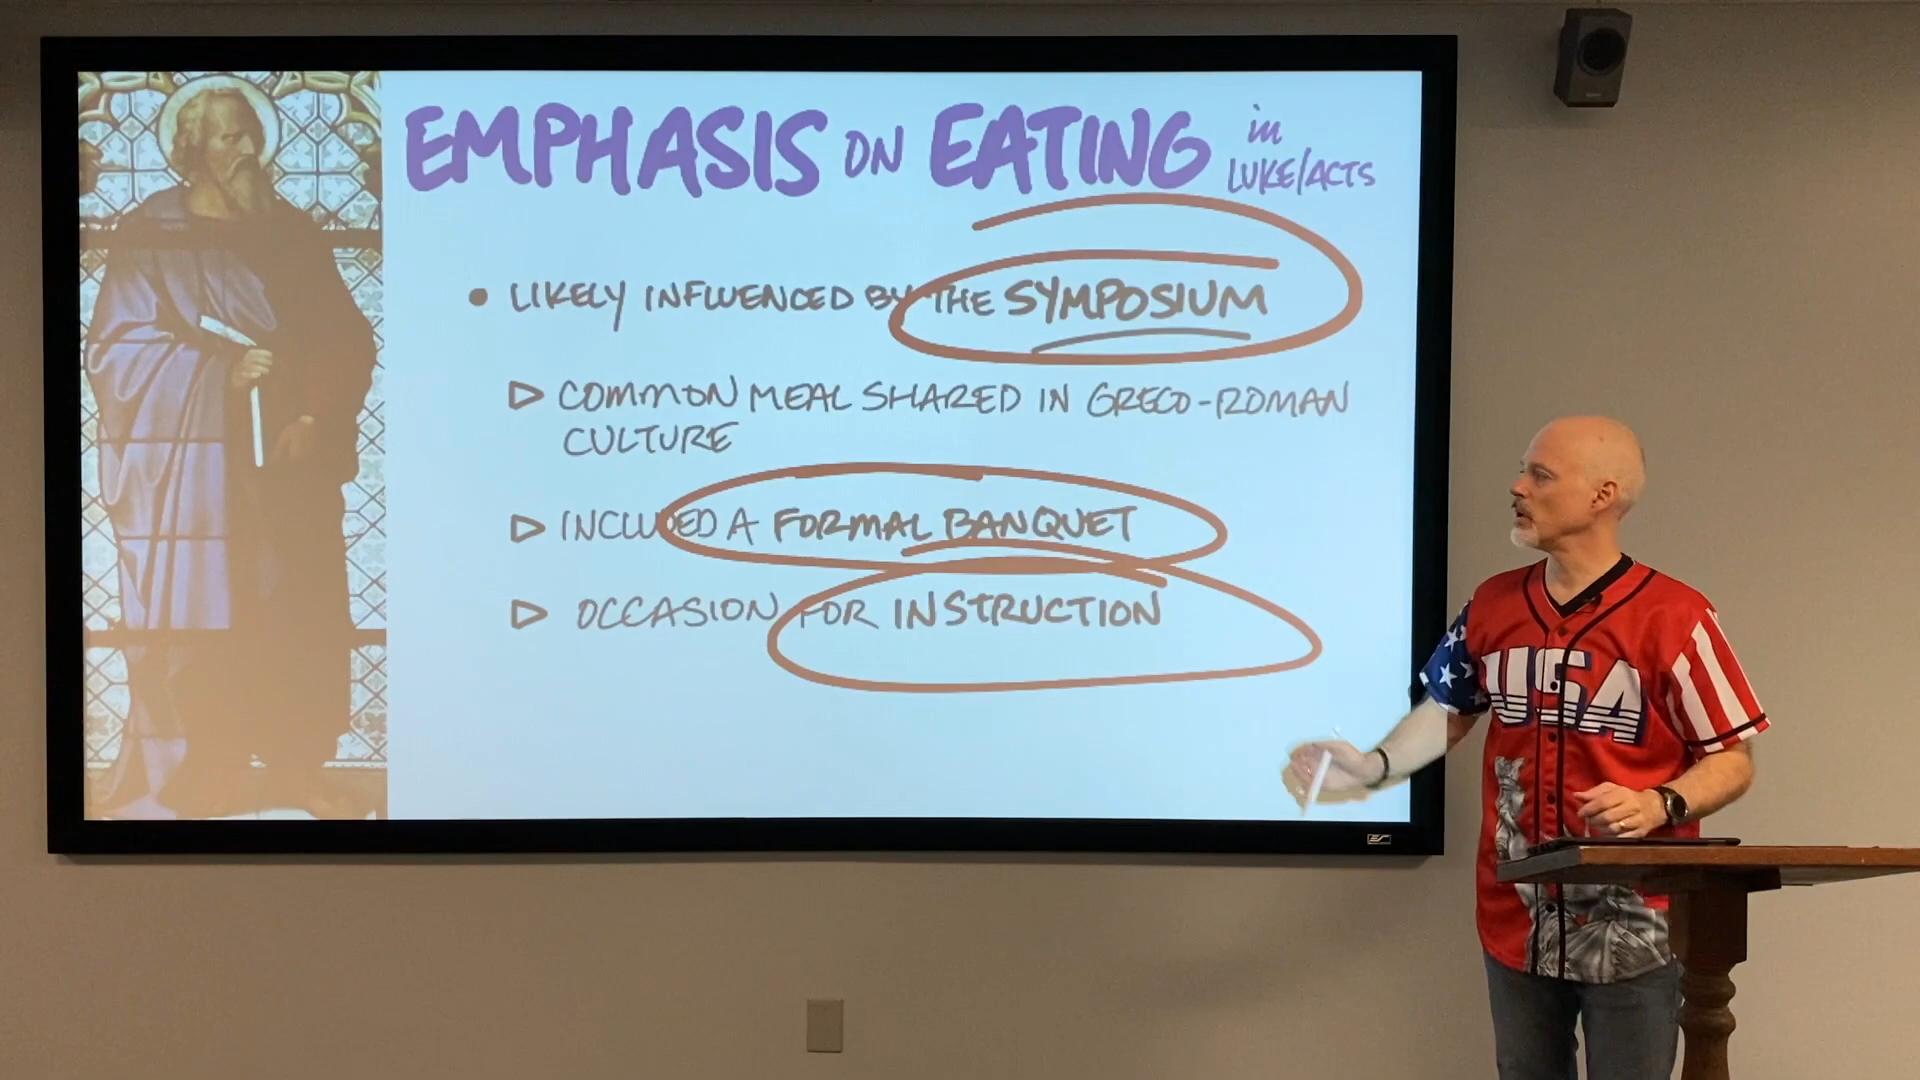 EMPHASIS ON EATING in LUKE/ACTS
• LIKELY INFLUENCED BY THE SYMPOSIUM
▷ COMMON MEAL SHARED IN GRECO-ROMAN
CULTURE
▷ INCLUDED A FORMAL BANQUET
▷ OCCASION FOR INSTRUCTION
USA